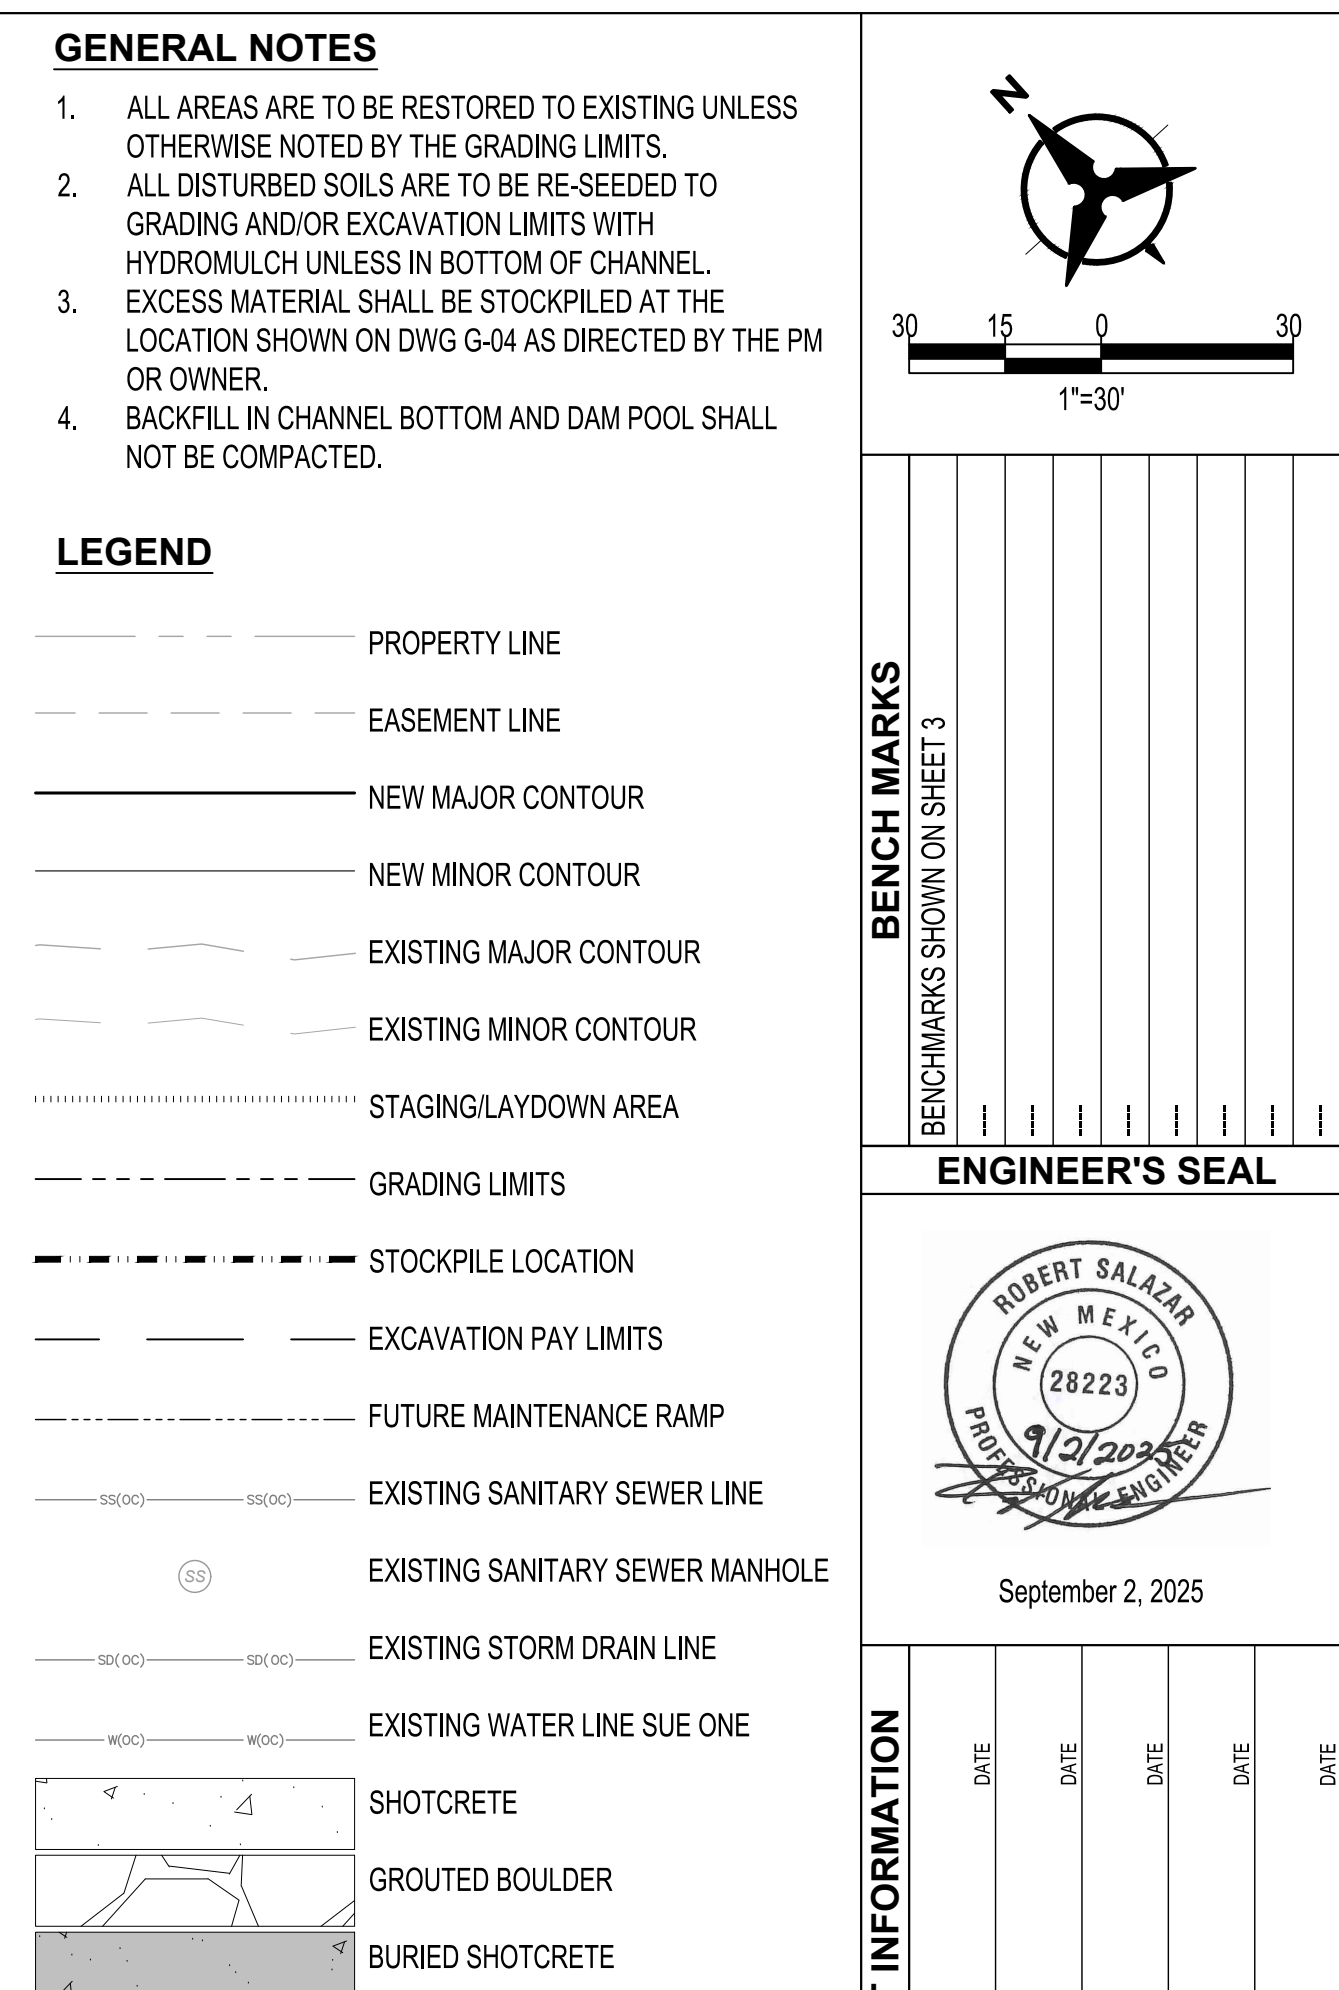 GENERAL NOTES
1. ALL AREAS ARE TO BE RESTORED TO EXISTING UNLESS
OTHERWISE NOTED BY THE GRADING LIMITS.
2. ALL DISTURBED SOILS ARE TO BE RE-SEEDED TO
GRADING AND/OR EXCAVATION LIMITS WITH
HYDROMULCH UNLESS IN BOTTOM OF CHANNEL.
3. EXCESS MATERIAL SHALL BE STOCKPILED AT THE
LOCATION SHOWN ON DWG G-04 AS DIRECTED BY THE PM
OR OWNER.
4. BACKFILL IN CHANNEL BOTTOM AND DAM POOL SHALL
NOT BE COMPACTED.
LEGEND
PROPERTY LINE
EASEMENT LINE
NEW MAJOR CONTOUR
NEW MINOR CONTOUR
EXISTING MAJOR CONTOUR
EXISTING MINOR CONTOUR
STAGING/LAYDOWN AREA
GRADING LIMITS
STOCKPILE LOCATION
EXCAVATION PAY LIMITS
FUTURE MAINTENANCE RAMP
SS(OC) SS(OC) EXISTING SANITARY SEWER LINE
SS EXISTING SANITARY SEWER MANHOLE
SD(OC) SD(OC) EXISTING STORM DRAIN LINE
W(OC) W(OC) EXISTING WATER LINE SUE ONE
SHOTCRETE
GROUTED BOULDER
BURIED SHOTCRETE
N
30 15 0 30
1"=30'
BENCH MARKS
BENCHMARKS SHOWN ON SHEET 3
---- ---- ---- ---- ---- ---- ---- ----
ENGINEER'S SEAL
ROBERT SALAZAR
NEW MEXICO
28223
9/2/2025
PROFESSIONAL ENGINEER
September 2, 2025
INFORMATION
DATE DATE DATE DATE DATE